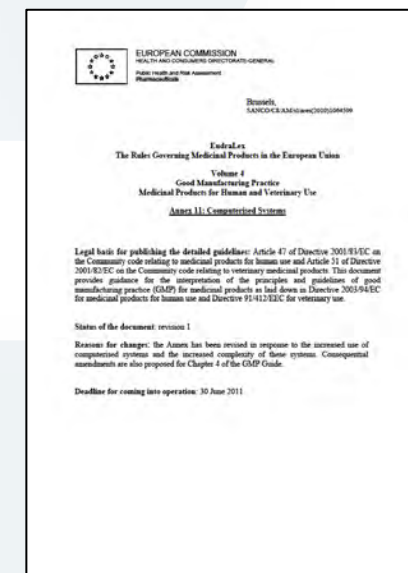 EUROPEAN COMMISSION
HEALTH AND CONSUMERS DIRECTORATE-GENERAL
Public Health and Risk Assessment
Pharmaceuticals
Brussels,
EudraLex
The Rules Governing Medicinal Products in the European Union
Volume 4
Good Manufacturing Practice
Medicinal Products for Human and Veterinary Use
Annex 11: Computerised Systems
Legal basis for publishing the detailed guidelines: Article 47 of Directive 2001/83/EC on
the Community code relating to medicinal products for human use and Article 51 of Directive
2001/82/EC on the Community code relating to veterinary medicinal products. This document
provides guidance for the interpretation of the principles and guidelines of good
manufacturing practice (GMP) for medicinal products as laid down in Directive 2003/94/EC
for medicinal products for human use and Directive 91/412/EEC for veterinary use.
Status of the document: revision 1
Reasons for changes: the Annex has been revised in response to the increased use of
computerised systems and the increased complexity of these systems. Consequential
amendments are also proposed for Chapter 4 of the GMP Guide.
Deadline for coming into operation: 30 June 2011